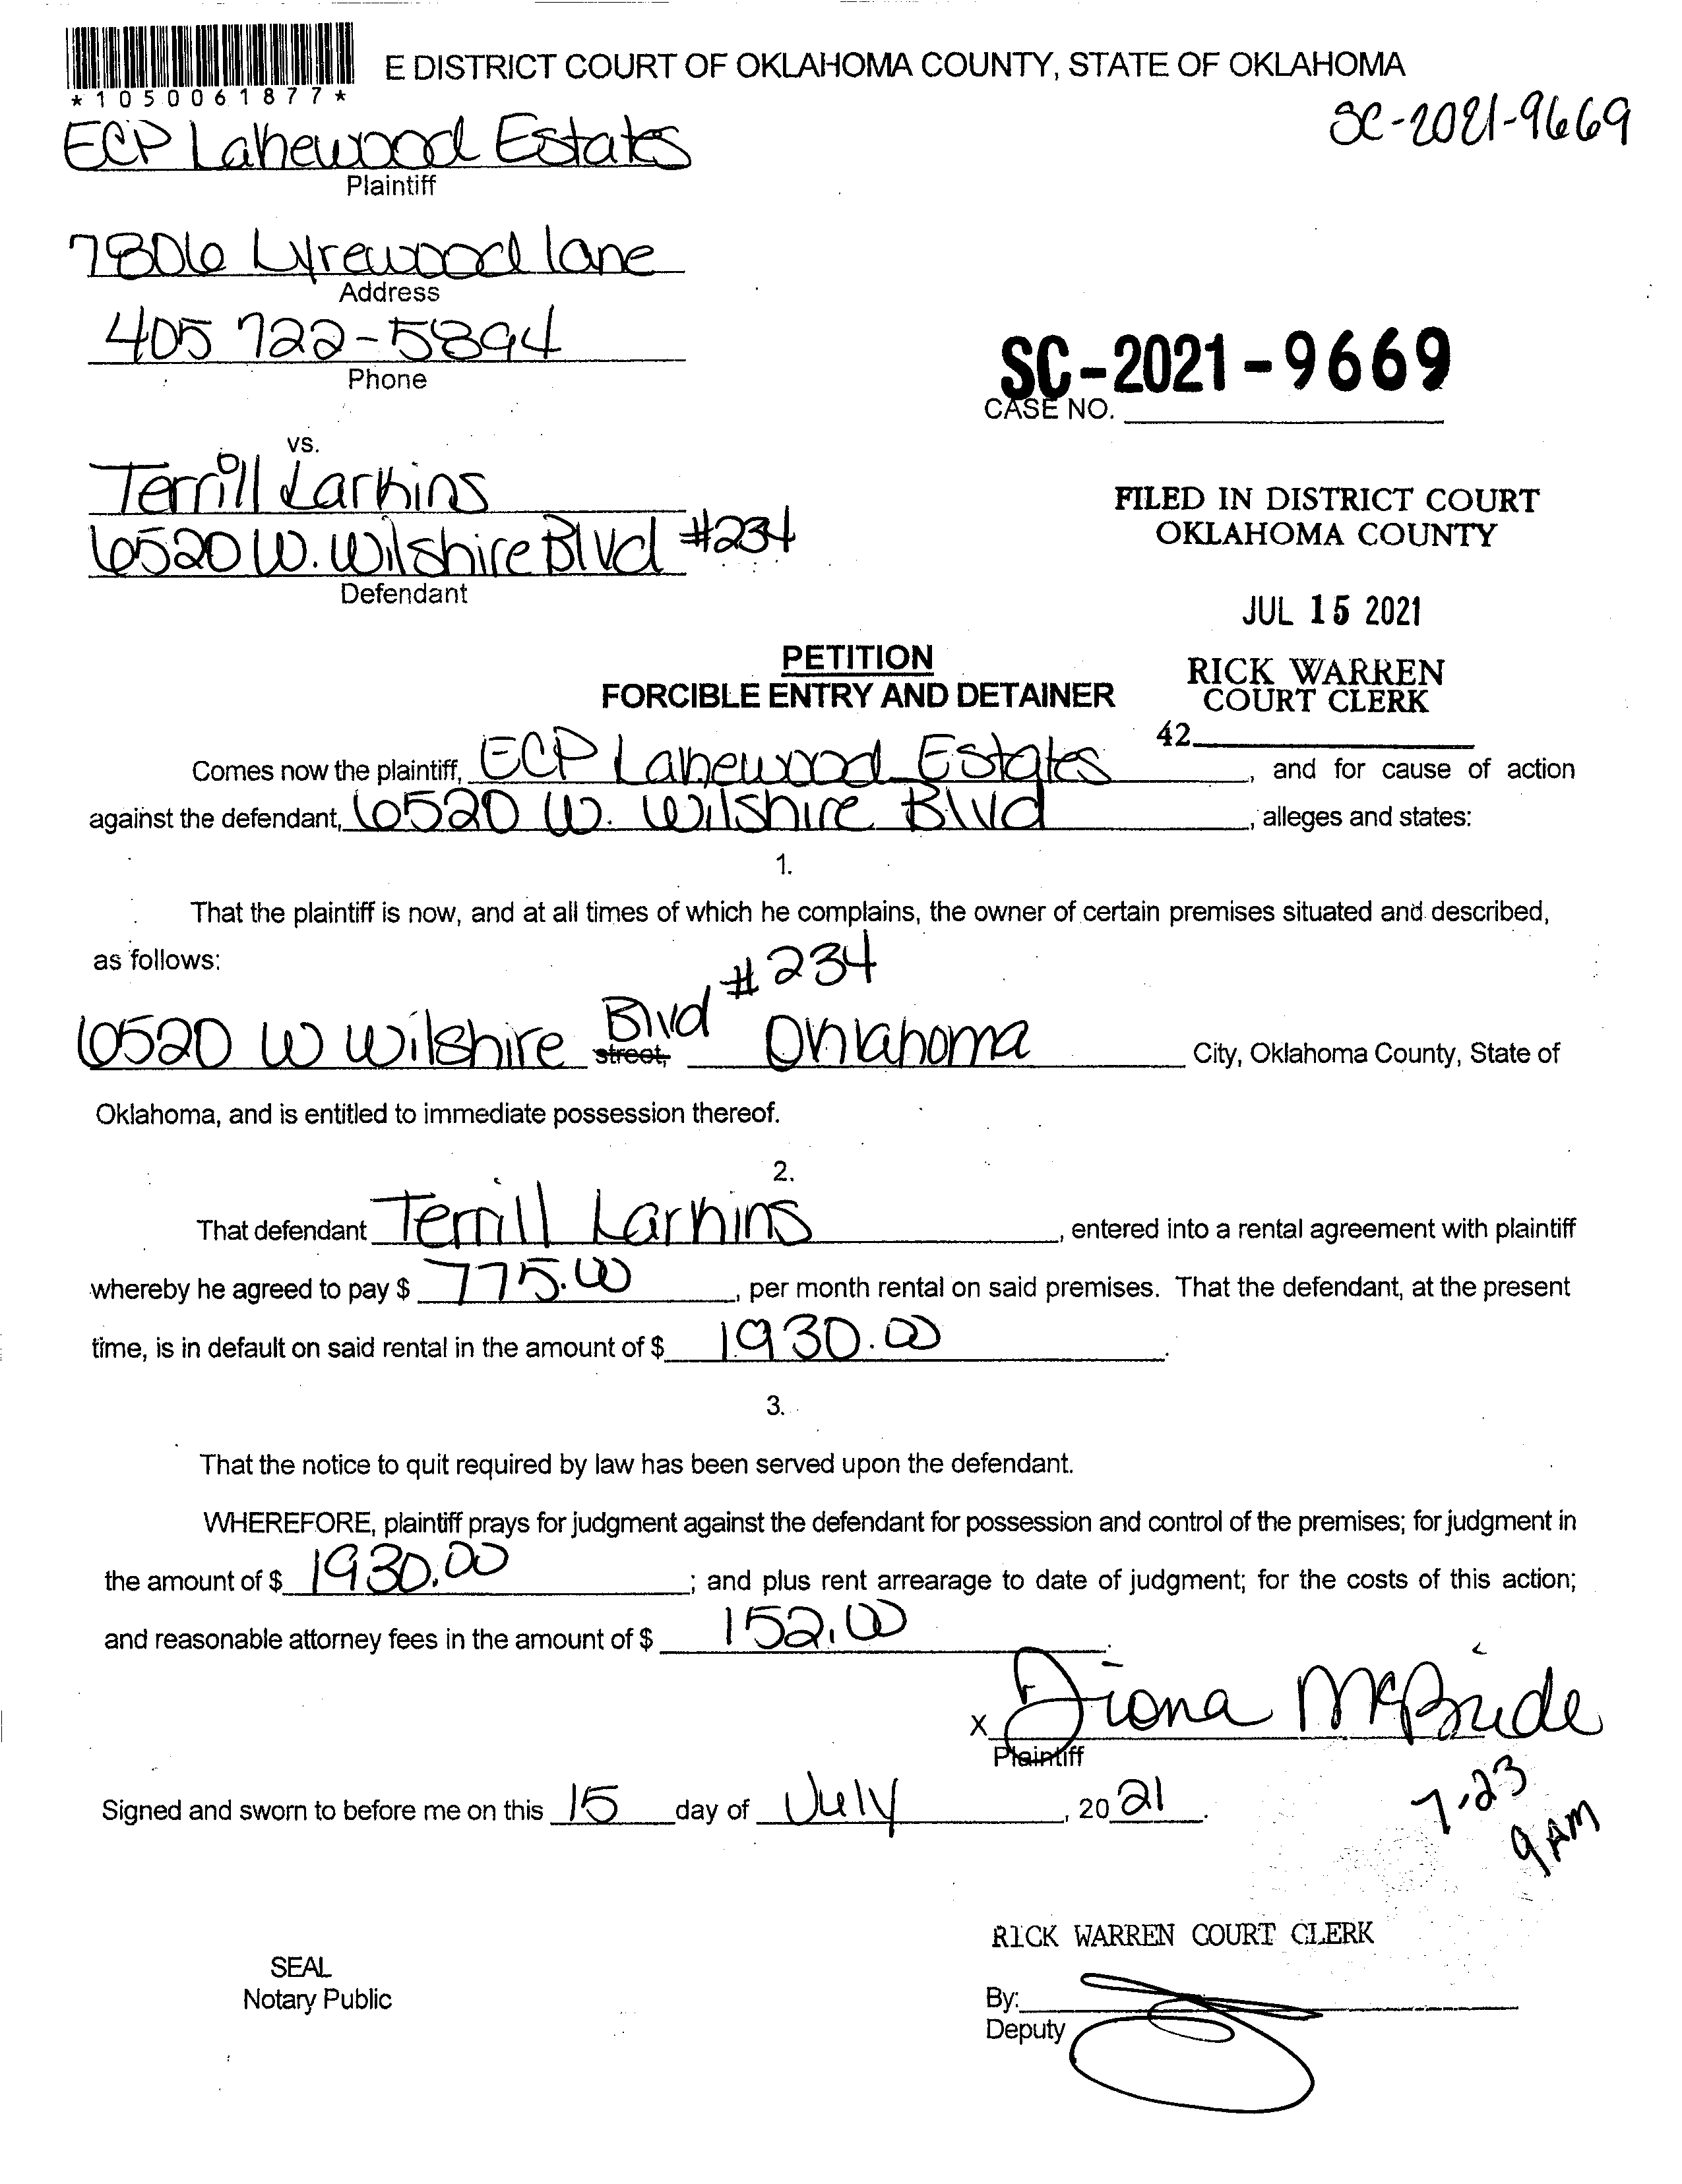 E DISTRICT COURT OF OKLAHOMA COUNTY, STATE OF OKLAHOMA
*1050061877*
SC-2021-9669
ECP Lakewood Estates
Plaintiff
7806 Lyrewood lane
Address
405 722-5894
Phone
SC-2021-9669
CASE NO.
vs.
Terrill Larkins
6520 W. Wilshire Blvd #234
Defendant
FILED IN DISTRICT COURT
OKLAHOMA COUNTY
JUL 15 2021
RICK WARREN
COURT CLERK
42
PETITION
FORCIBLE ENTRY AND DETAINER
Comes now the plaintiff, ECP Lakewood Estates, and for cause of action
against the defendant, 6520 W. Wilshire Blvd, alleges and states:
1.
That the plaintiff is now, and at all times of which he complains, the owner of certain premises situated and described,
as follows:
#234
6520 W Wilshire Blvd street, Oklahoma City, Oklahoma County, State of
Oklahoma, and is entitled to immediate possession thereof.
2.
That defendant Terrill Larkins, entered into a rental agreement with plaintiff
whereby he agreed to pay $ 775.00, per month rental on said premises. That the defendant, at the present
time, is in default on said rental in the amount of $ 1930.00.
3.
That the notice to quit required by law has been served upon the defendant.
WHEREFORE, plaintiff prays for judgment against the defendant for possession and control of the premises; for judgment in
the amount of $ 1930.00; and plus rent arrearage to date of judgment; for the costs of this action;
and reasonable attorney fees in the amount of $ 152.00.
x Diona McBride
Plaintiff
Signed and sworn to before me on this 15 day of July, 2021.
7.23
9 AM
RICK WARREN COURT CLERK
SEAL
Notary Public
By:
Deputy